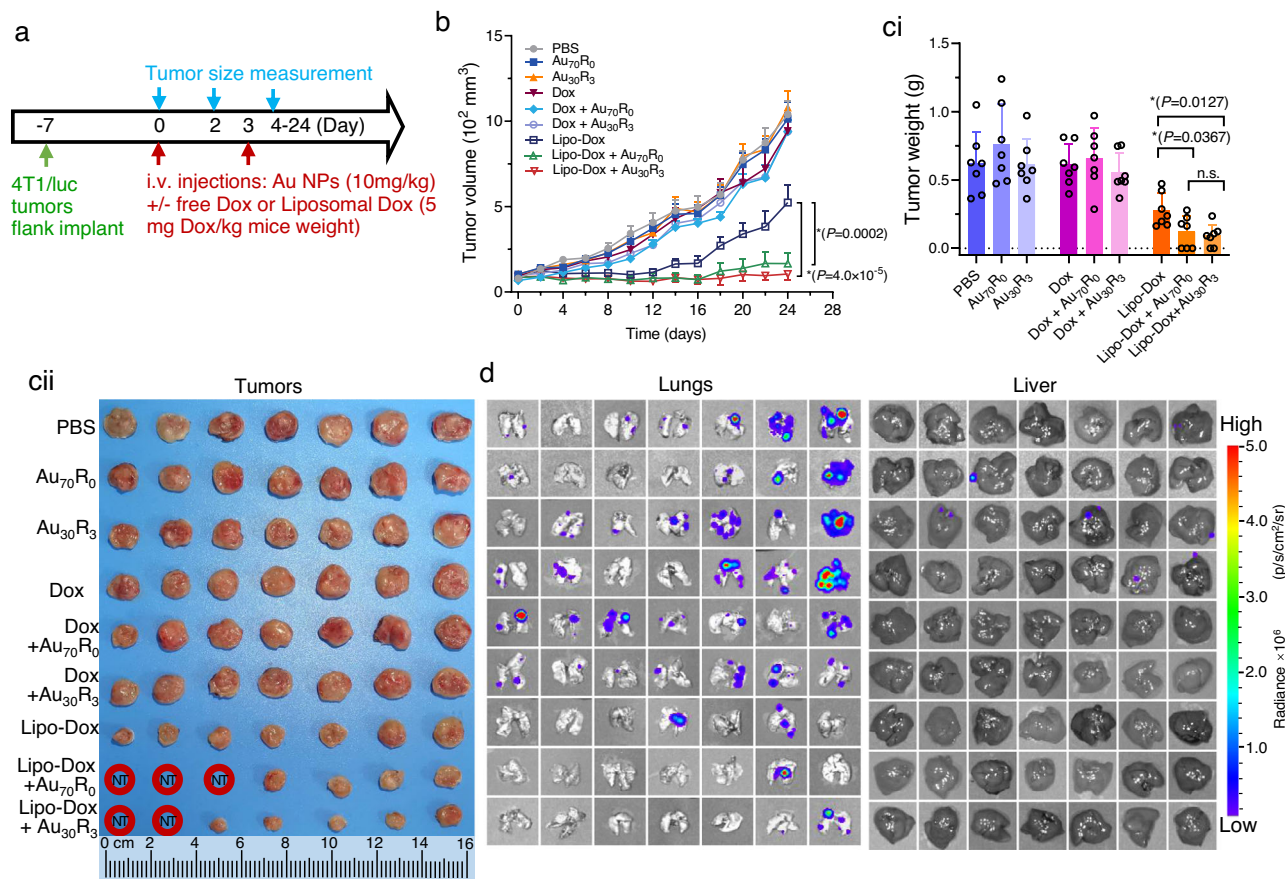 a
Tumor size measurement
-7
0
2
3
4-24 (Day)
4T1/luc
tumors
flank implant
i.v. injections: Au NPs (10mg/kg)
+/- free Dox or Liposomal Dox (5
mg Dox/kg mice weight)
b
Tumor volume (10² mm³)
15
10
5
0
PBS
Au₇₀R₀
Au₃₀R₃
Dox
Dox + Au₇₀R₀
Dox + Au₃₀R₃
Lipo-Dox
Lipo-Dox + Au₇₀R₀
Lipo-Dox + Au₃₀R₃
*(P=0.0002)
*(P=4.0×10⁻⁵)
0 4 8 12 16 20 24 28
Time (days)
ci
Tumor weight (g)
1.5
1.0
0.5
0.0
*(P=0.0127)
*(P=0.0367)
n.s.
PBS
Au₇₀R₀
Au₃₀R₃
Dox
Dox + Au₇₀R₀
Dox + Au₃₀R₃
Lipo-Dox
Lipo-Dox + Au₇₀R₀
Lipo-Dox+Au₃₀R₃
cii
Tumors
PBS
Au₇₀R₀
Au₃₀R₃
Dox
Dox
+Au₇₀R₀
Dox
+Au₃₀R₃
Lipo-Dox
Lipo-Dox
+Au₇₀R₀
NT NT NT
Lipo-Dox
+ Au₃₀R₃
NT NT
0 cm 2 4 6 8 10 12 14 16
d
Lungs
Liver
High
5.0
4.0
3.0
2.0
1.0
Low
Radiance ×10⁶
(p/s/cm²/sr)